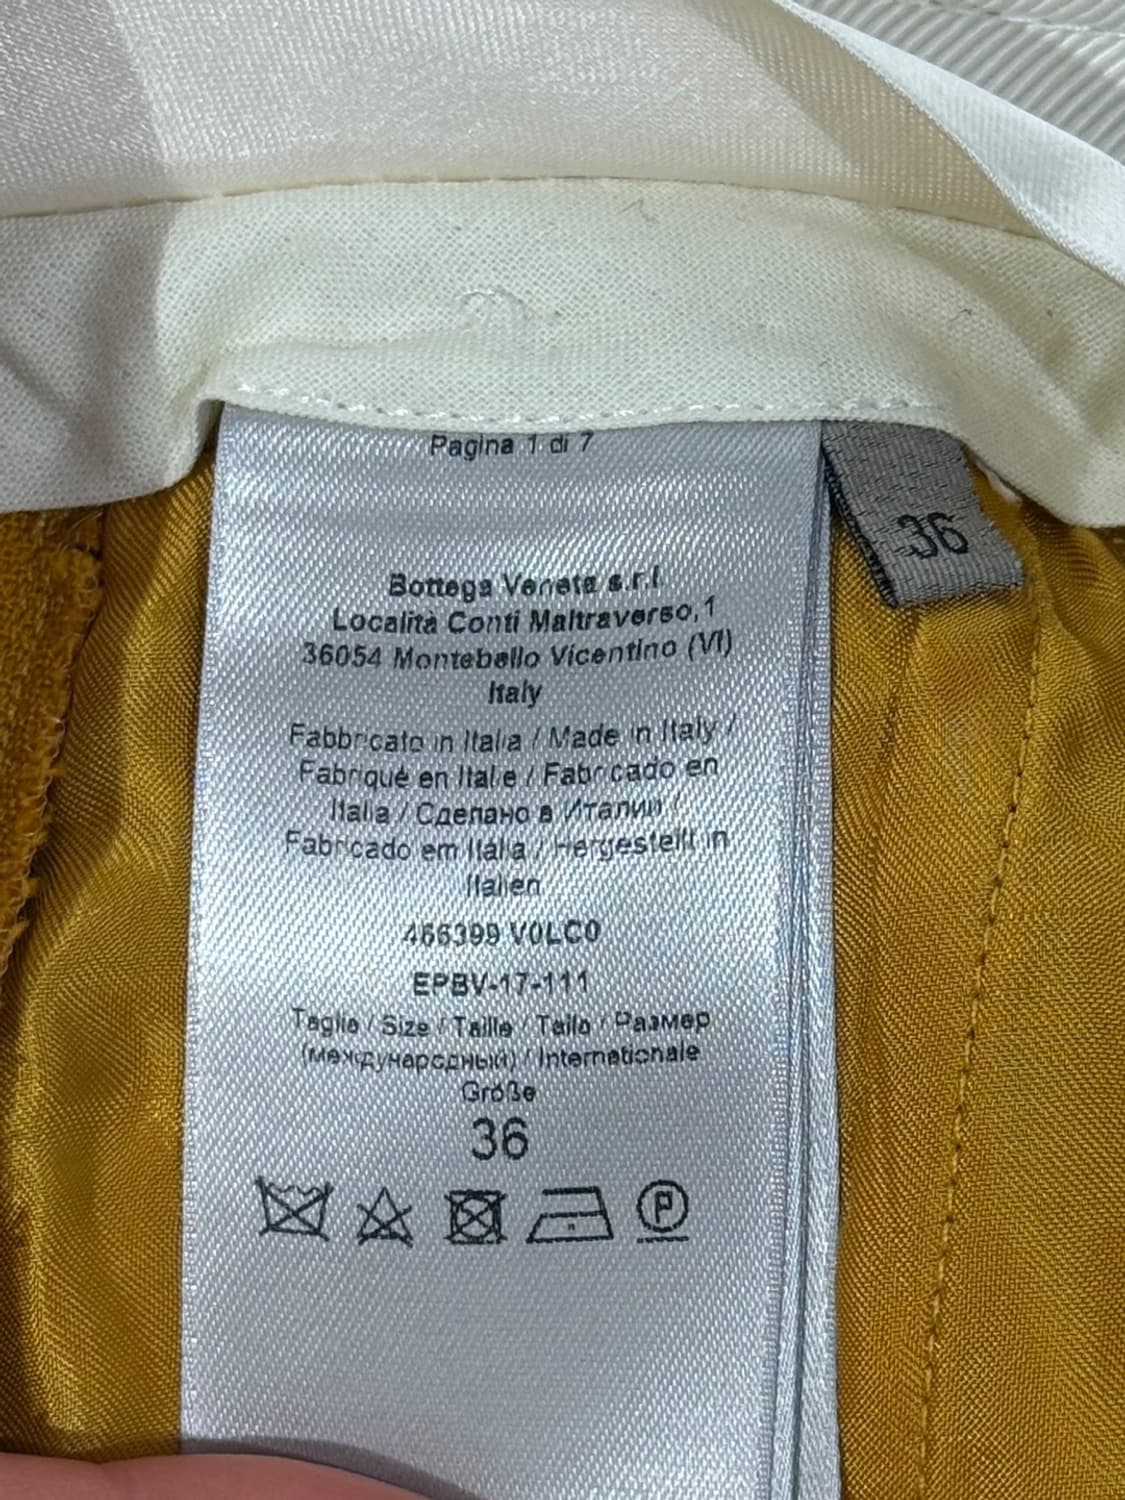 Pagina 1 di 7
36
Bottega Veneta s.r.l.
Località Conti Maltraverso,1
36054 Montebello Vicentino (VI)
Italy
Fabbricato in Italia / Made in Italy /
Fabriqué en Italie / Fabricado en
Italia / Сделано в Италии /
Fabricado em Itália / Hergestellt in
Italien
466399 V0LC0
EPBV-17-111
Taglia / Size / Taille / Talla / Размер
(международный) / Internationale
Größe
36
P